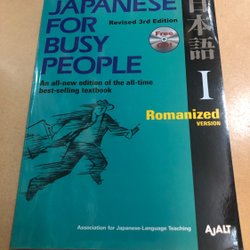 JAPANESE
FOR
BUSY
PEOPLE
Revised 3rd Edition
Free
CD!
An all-new edition of the all-time
best-selling textbook
日本語
I
Romanized
VERSION
Association for Japanese-Language Teaching
AJALT